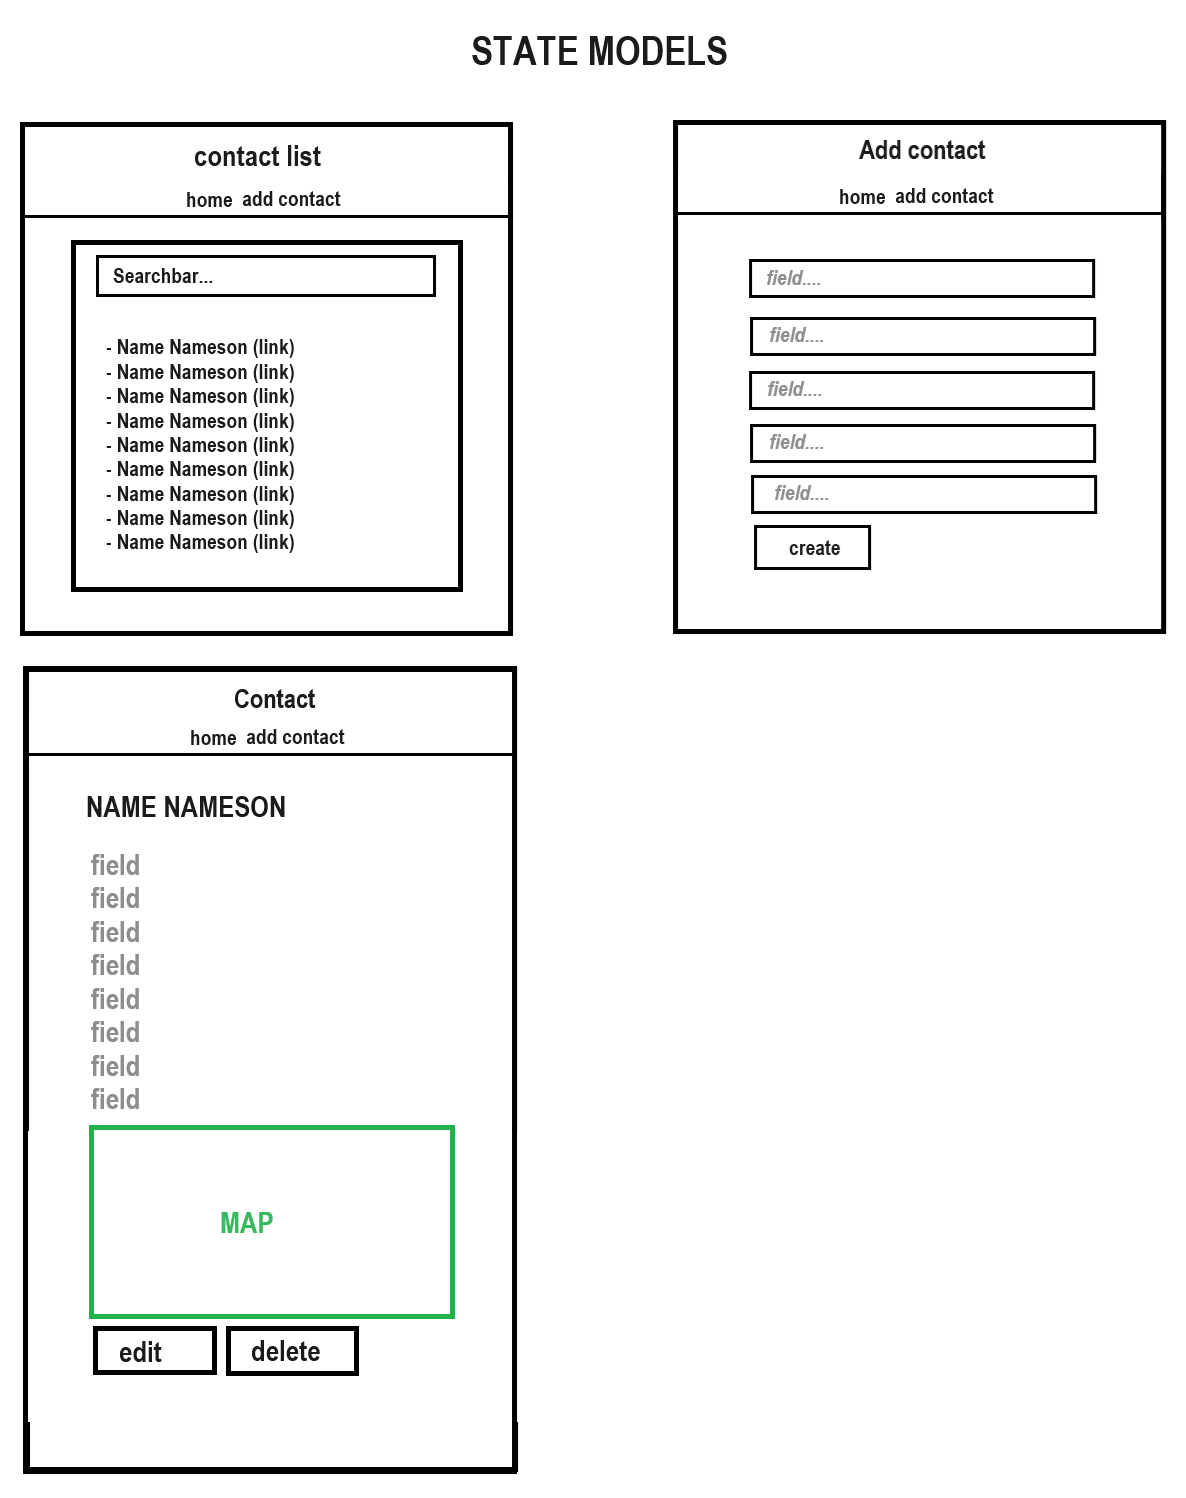 STATE MODELS
contact list
home add contact
Searchbar...
- Name Nameson (link)
- Name Nameson (link)
- Name Nameson (link)
- Name Nameson (link)
- Name Nameson (link)
- Name Nameson (link)
- Name Nameson (link)
- Name Nameson (link)
- Name Nameson (link)
Add contact
home add contact
field....
field....
field....
field....
field....
create
Contact
home add contact
NAME NAMESON
field
field
field
field
field
field
field
field
MAP
edit delete